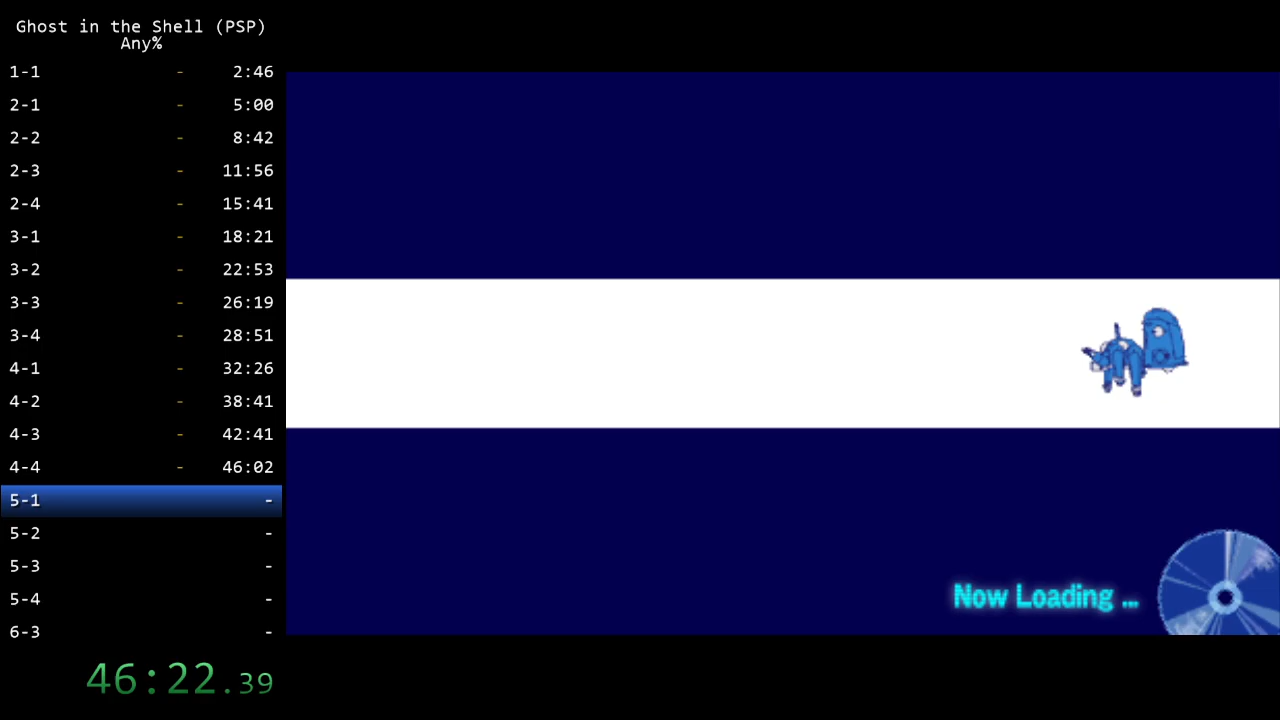 Ghost in the Shell (PSP)
Any%
1-1 - 2:46
2-1 - 5:00
2-2 - 8:42
2-3 - 11:56
2-4 - 15:41
3-1 - 18:21
3-2 - 22:53
3-3 - 26:19
3-4 - 28:51
4-1 - 32:26
4-2 - 38:41
4-3 - 42:41
4-4 - 46:02
5-1 -
5-2 -
5-3 -
5-4 -
6-3 -
46:22.39
Now Loading ...